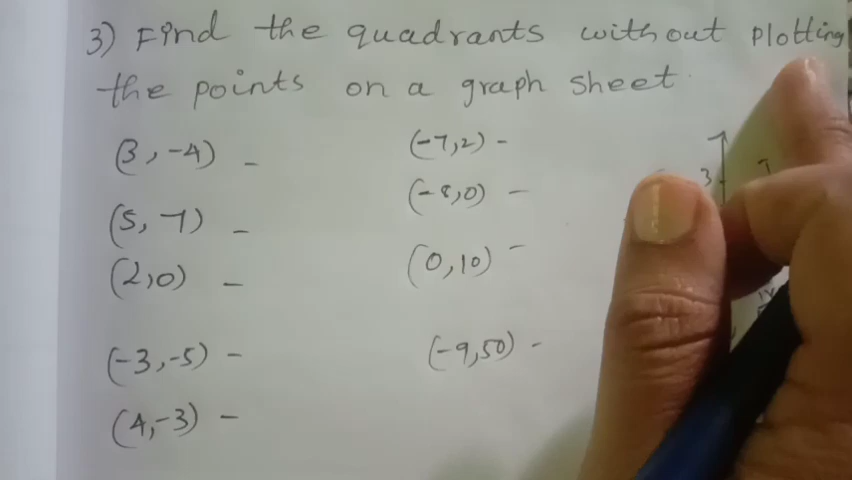 3) Find the quadrants without plotting
the points on a graph sheet.
(3, -4) -
(5, 7) -
(2,0) -
(-3,-5) -
(4,-3) -
(-7,2) -
(-8,0) -
(0,10) -
(-9,50) -
3